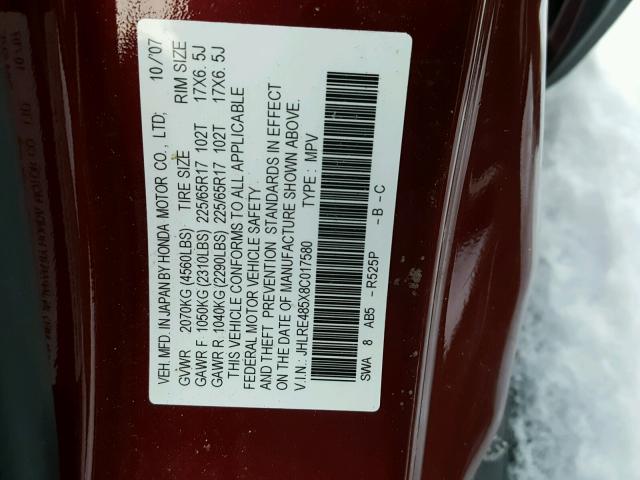 VEH. MFD. IN JAPAN BY HONDA MOTOR CO., LTD; 10/07
GVWR 2070KG (4560LBS) TIRE SIZE RIM SIZE
GAWR F 1050KG (2310LBS) 225/65R17 102T 17X6.5J
GAWR R 1040KG (2290LBS) 225/65R17 102T 17X6.5J
THIS VEHICLE CONFORMS TO ALL APPLICABLE
FEDERAL MOTOR VEHICLE SAFETY
AND THEFT PREVENTION STANDARDS IN EFFECT
ON THE DATE OF MANUFACTURE SHOWN ABOVE.
V.I.N.: JHLRE485X8C017580 TYPE: MPV
SWA 8 AB5 -R525P -B -C